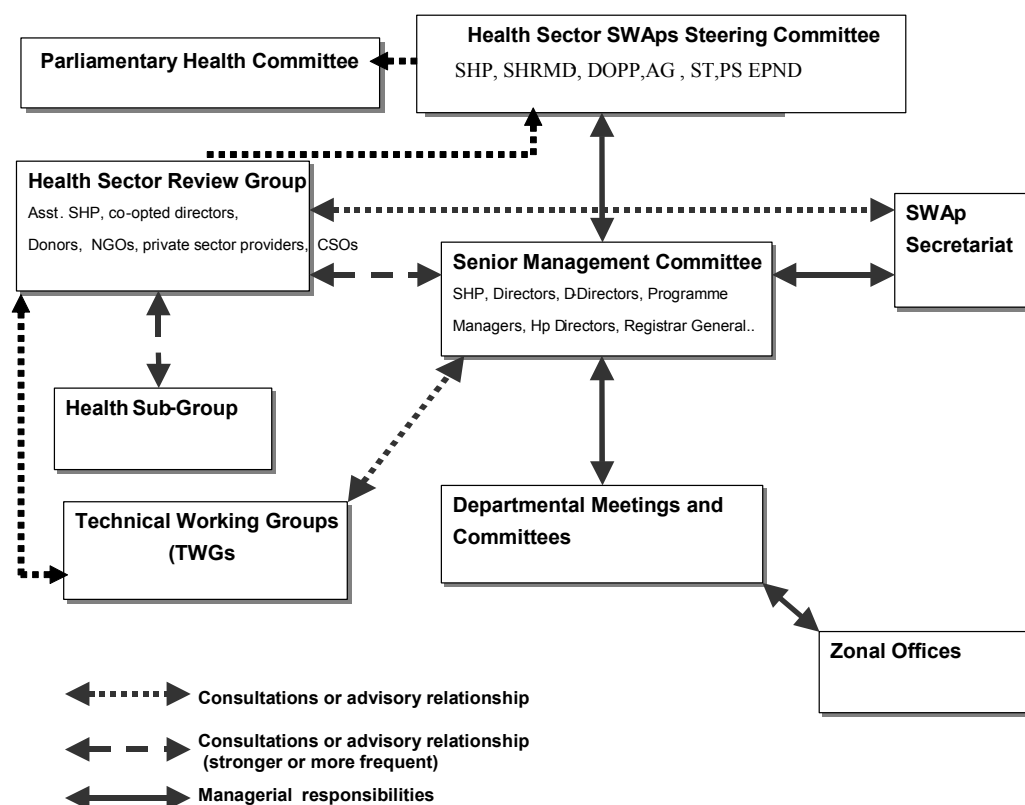 Health Sector SWAps Steering Committee
SHP, SHRMD, DOPP,AG , ST,PS EPND
Parliamentary Health Committee
Health Sector Review Group
Asst. SHP, co-opted directors,
Donors, NGOs, private sector providers, CSOs
SWAp
Secretariat
Senior Management Committee
SHP, Directors, D-Directors, Programme
Managers, Hp Directors, Registrar General..
Health Sub-Group
Technical Working Groups
(TWGs
Departmental Meetings and
Committees
Zonal Offices
Consultations or advisory relationship
Consultations or advisory relationship
(stronger or more frequent)
Managerial responsibilities